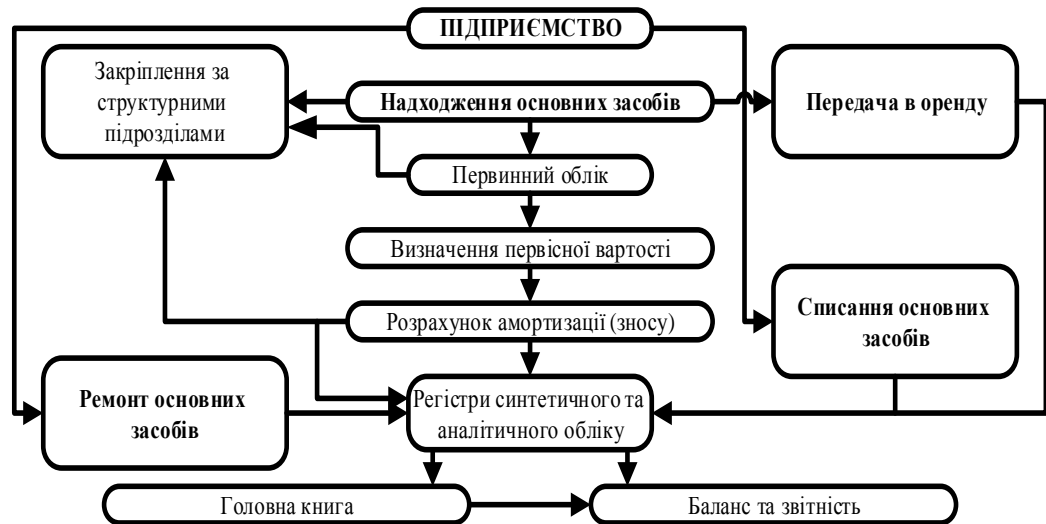 ПІДПРИЄМСТВО
Закріплення за
структурними
підрозділами
Надходження основних засобів
Передача в оренду
Первинний облік
Визначення первісної вартості
Розрахунок амортизації (зносу)
Списання основних
засобів
Ремонт основних
засобів
Регістри синтетичного та
аналітичного обліку
Головна книга
Баланс та звітність